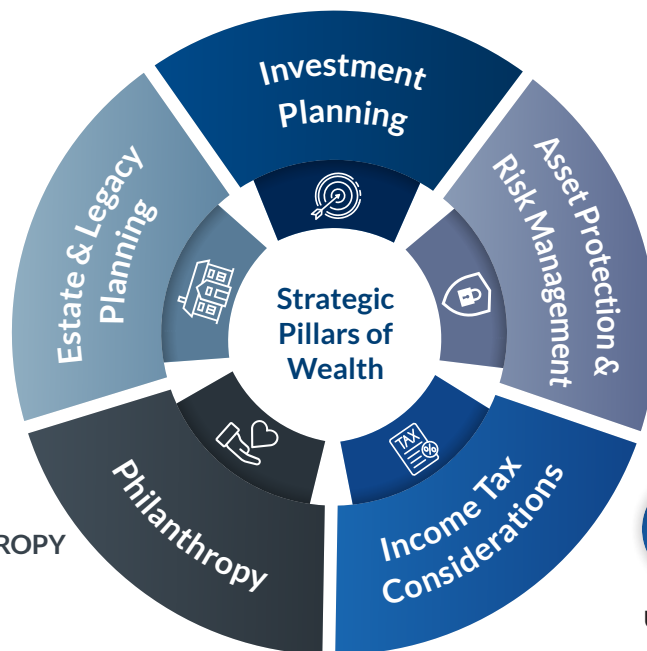 Investment
Planning
Asset Protection &
Risk Management
Income Tax
Considerations
Philanthropy
Estate & Legacy
Planning
Strategic
Pillars of
Wealth
TAX
%
ROPY
U